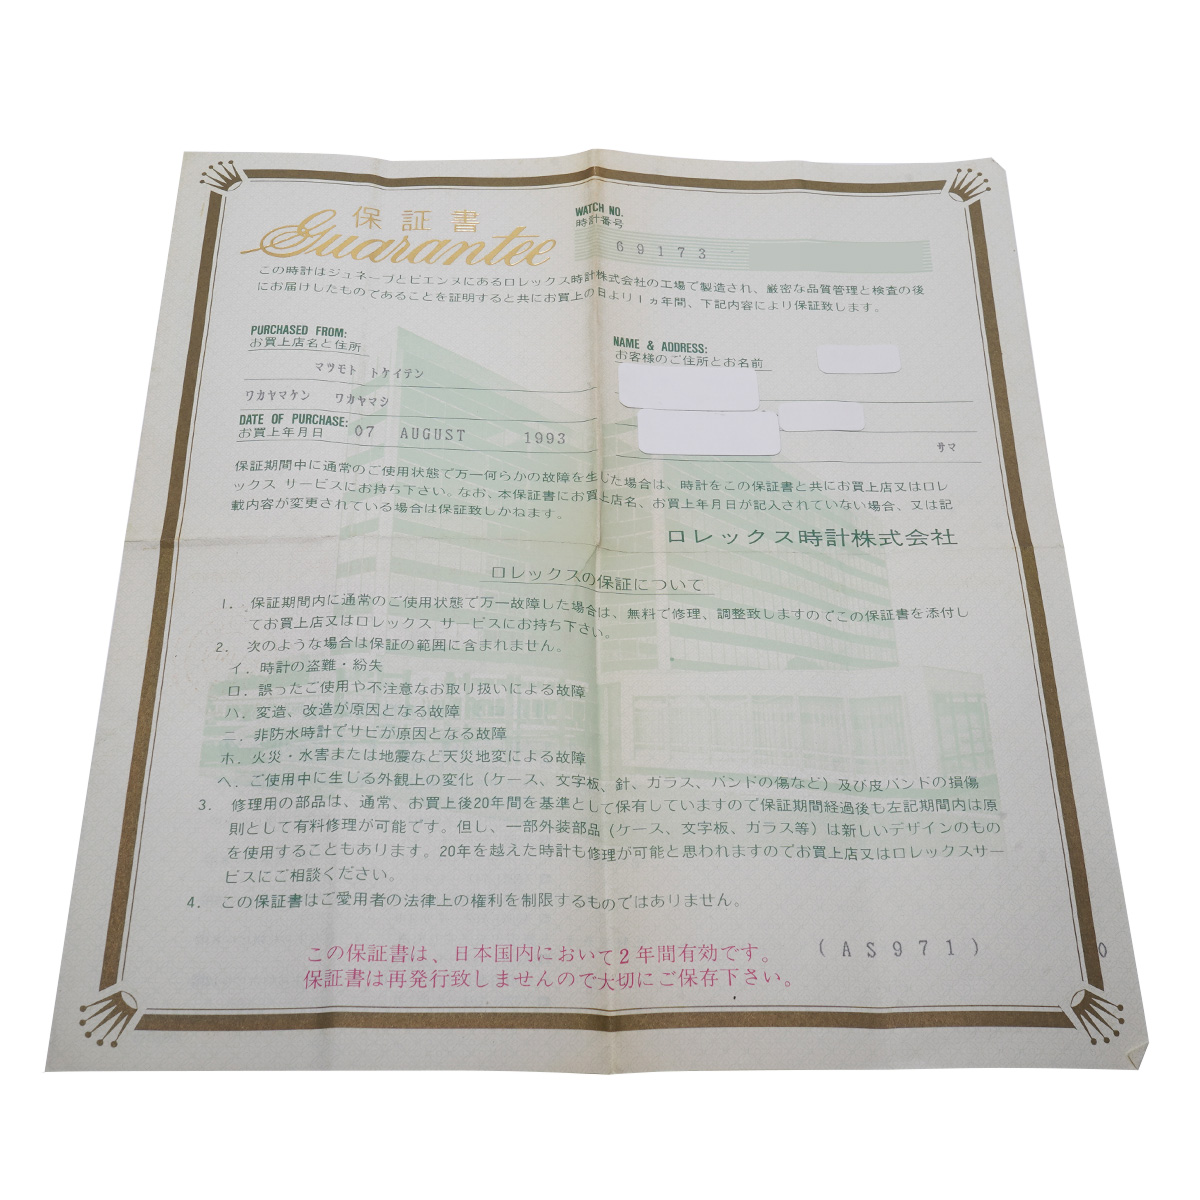 保証書
Guarantee
WATCH NO.
時計番号
69173
この時計はジュネーブとビエンヌにあるロレックス時計株式会社の工場で製造され、厳密な品質管理と検査の後
にお届けしたものであることを証明すると共にお買上の日より1ヵ年間、下記内容により保証致します。
PURCHASED FROM:
お買上店名と住所
マツモト トケイテン
ワカヤマケン ワカヤマシ
NAME & ADDRESS:
お客様のご住所とお名前
サマ
DATE OF PURCHASE:
お買上年月日 07 AUGUST 1993
保証期間中に通常のご使用状態で万一何らかの故障を生じた場合は、時計をこの保証書と共にお買上店又はロレ
ックス サービスにお持ち下さい。なお、本保証書にお買上店名、お買上年月日が記入されていない場合、又は記
載内容が変更されている場合は保証致しかねます。
ロレックス時計株式会社
ロレックスの保証について
1. 保証期間内に通常のご使用状態で万一故障した場合は、無料で修理、調整致しますのでこの保証書を添付し
てお買上店又はロレックス サービスにお持ち下さい。
2. 次のような場合は保証の範囲に含まれません。
イ. 時計の盗難・紛失
ロ. 誤ったご使用や不注意なお取り扱いによる故障
ハ. 変造、改造が原因となる故障
ニ. 非防水時計でサビが原因となる故障
ホ. 火災・水害または地震など天災地変による故障
ヘ. ご使用中に生じる外観上の変化（ケース、文字板、針、ガラス、バンドの傷など）及び皮バンドの損傷
3. 修理用の部品は、通常、お買上後20年間を基準として保有していますので保証期間経過後も左記期間内は原
則として有料修理が可能です。但し、一部外装部品（ケース、文字板、ガラス等）は新しいデザインのもの
を使用することもあります。20年を越えた時計も修理が可能と思われますのでお買上店又はロレックスサー
ビスにご相談ください。
4. この保証書はご愛用者の法律上の権利を制限するものではありません。
この保証書は、日本国内において2年間有効です。
保証書は再発行致しませんので大切にご保存下さい。
(AS971)
0